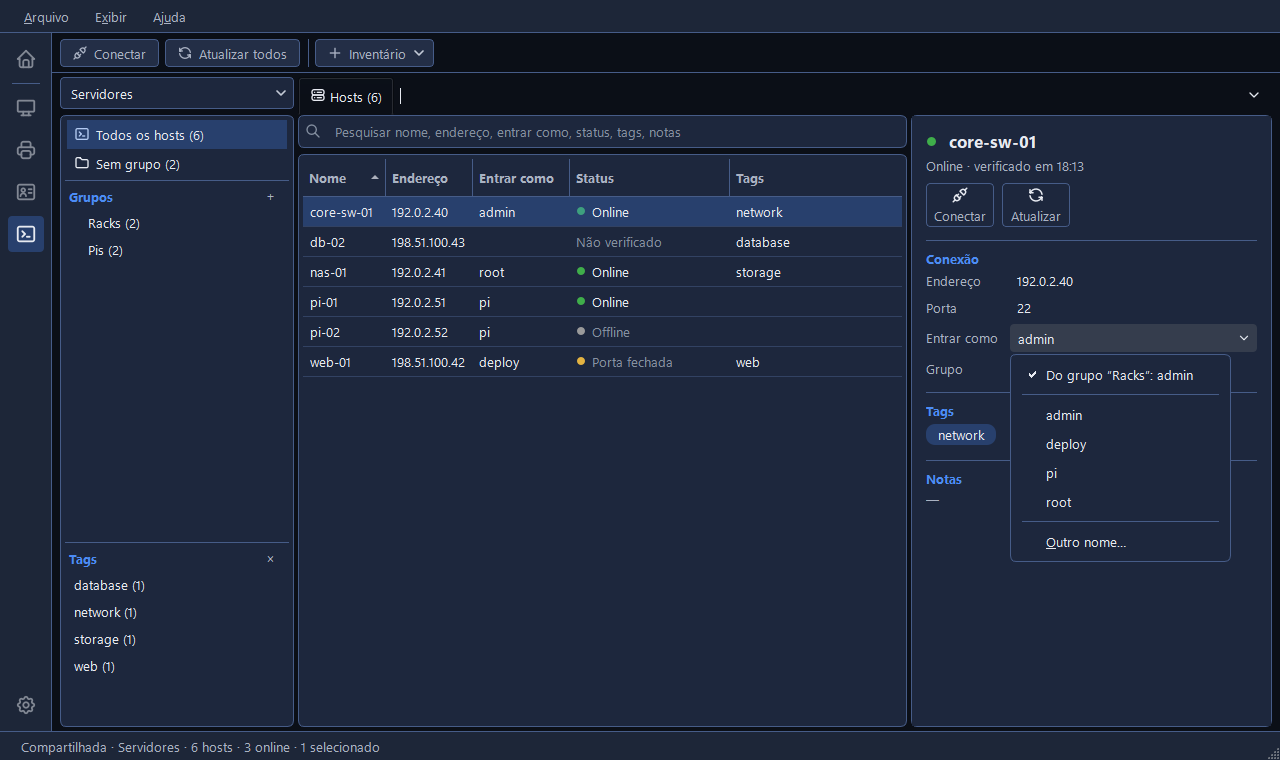 Arquivo Exibir Ajuda
Conectar Atualizar todos Inventário
Servidores
Hosts (6)
Todos os hosts (6)
Sem grupo (2)
Grupos +
Racks (2)
Pis (2)
Tags ×
database (1)
network (1)
storage (1)
web (1)
Pesquisar nome, endereço, entrar como, status, tags, notas
Nome Endereço Entrar como Status Tags
core-sw-01 192.0.2.40 admin Online network
db-02 198.51.100.43 Não verificado database
nas-01 192.0.2.41 root Online storage
pi-01 192.0.2.51 pi Online
pi-02 192.0.2.52 pi Offline
web-01 198.51.100.42 deploy Porta fechada web
core-sw-01
Online · verificado em 18:13
Conectar Atualizar
Conexão
Endereço 192.0.2.40
Porta 22
Entrar como admin
Grupo
Do grupo “Racks”: admin
admin
deploy
pi
root
Outro nome...
Tags
network
Notas
—
Compartilhada · Servidores · 6 hosts · 3 online · 1 selecionado